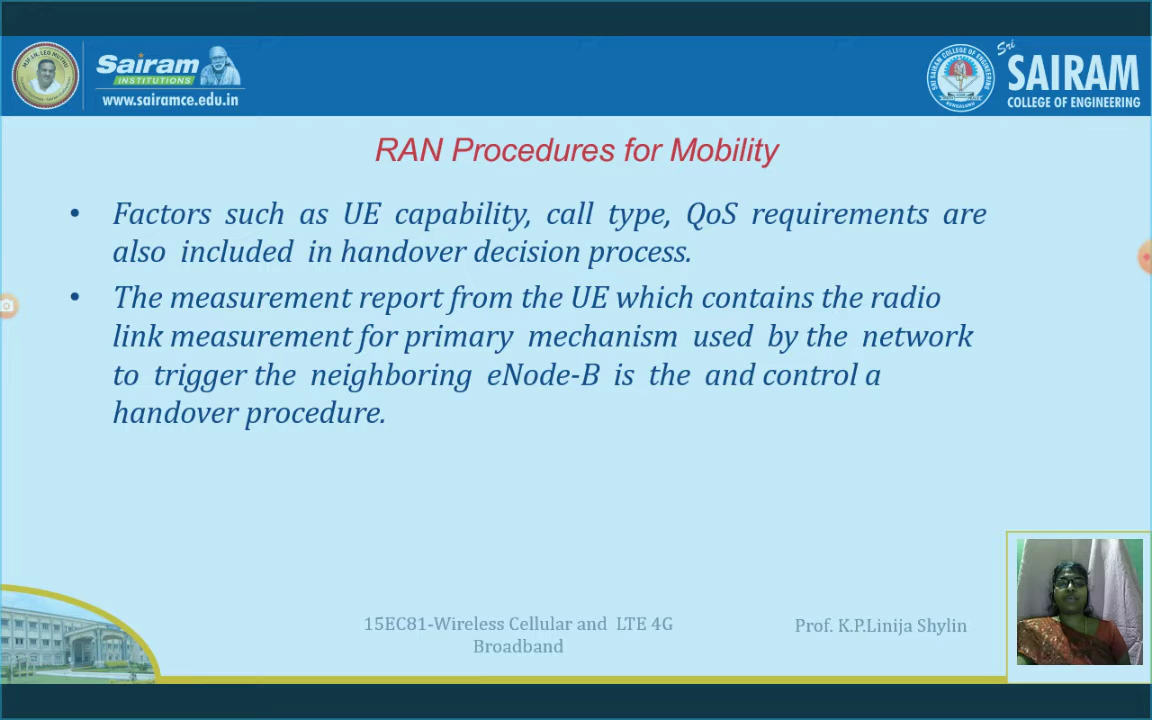 Sairam
INSTITUTIONS
www.sairamce.edu.in
Sri
SAIRAM
COLLEGE OF ENGINEERING
RAN Procedures for Mobility
• Factors such as UE capability, call type, QoS requirements are
also included in handover decision process.
• The measurement report from the UE which contains the radio
link measurement for primary mechanism used by the network
to trigger the neighboring eNode-B is the and control a
handover procedure.
15EC81-Wireless Cellular and LTE 4G
Broadband
Prof. K.P.Linija Shylin